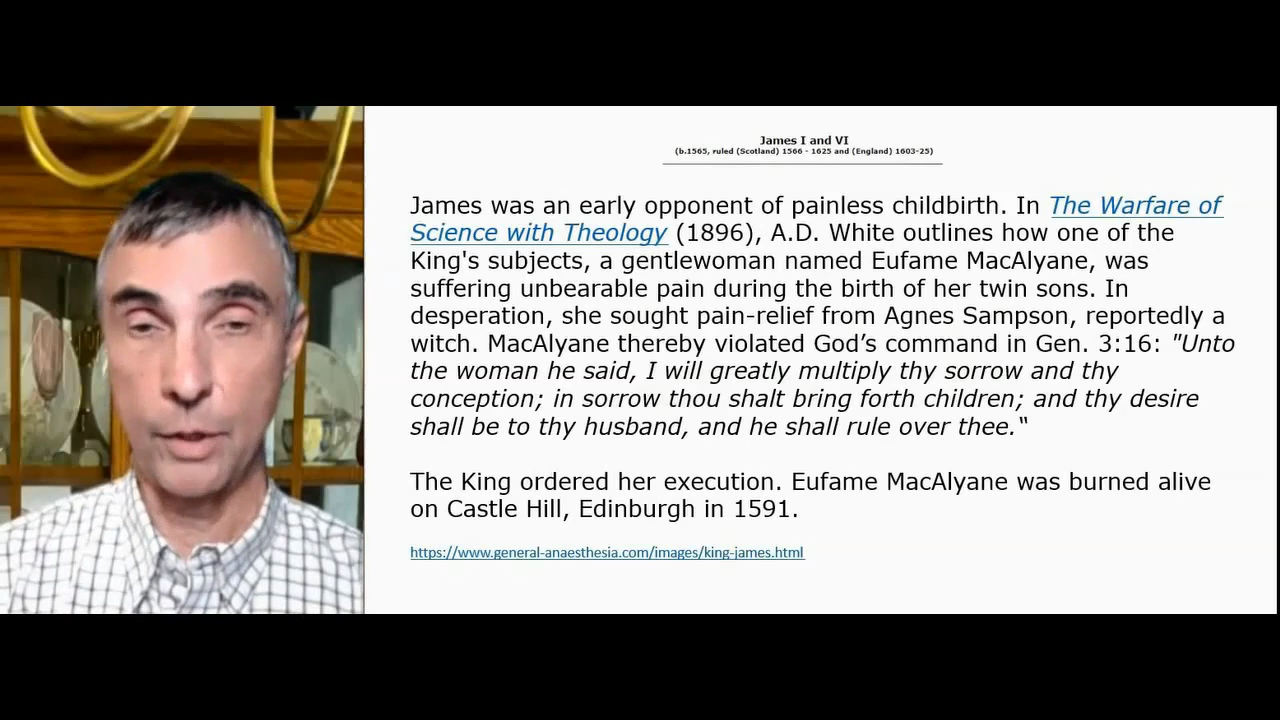 James I and VI
(b.1565, ruled (Scotland) 1566 - 1625 and (England) 1603-25)
James was an early opponent of painless childbirth. In The Warfare of
Science with Theology (1896), A.D. White outlines how one of the
King's subjects, a gentlewoman named Eufame MacAlyane, was
suffering unbearable pain during the birth of her twin sons. In
desperation, she sought pain-relief from Agnes Sampson, reportedly a
witch. MacAlyane thereby violated God’s command in Gen. 3:16: "Unto
the woman he said, I will greatly multiply thy sorrow and thy
conception; in sorrow thou shalt bring forth children; and thy desire
shall be to thy husband, and he shall rule over thee.“
The King ordered her execution. Eufame MacAlyane was burned alive
on Castle Hill, Edinburgh in 1591.
https://www.general-anaesthesia.com/images/king-james.html